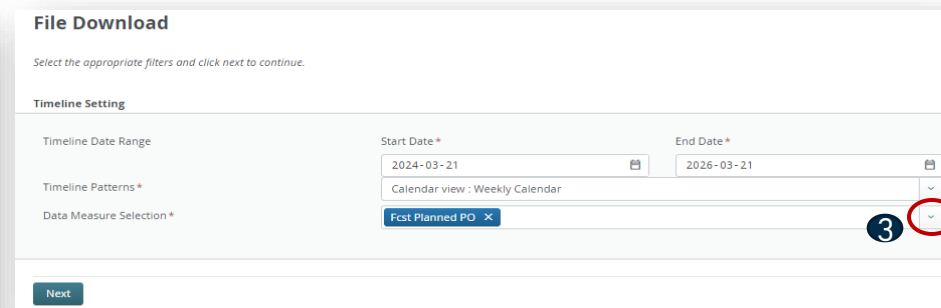 File Download
Select the appropriate filters and click next to continue.
Timeline Setting
Timeline Date Range
Start Date *
End Date *
2024-03-21
2026-03-21
Timeline Patterns *
Calendar view : Weekly Calendar
Data Measure Selection *
Fcst Planned PO ×
3
Next